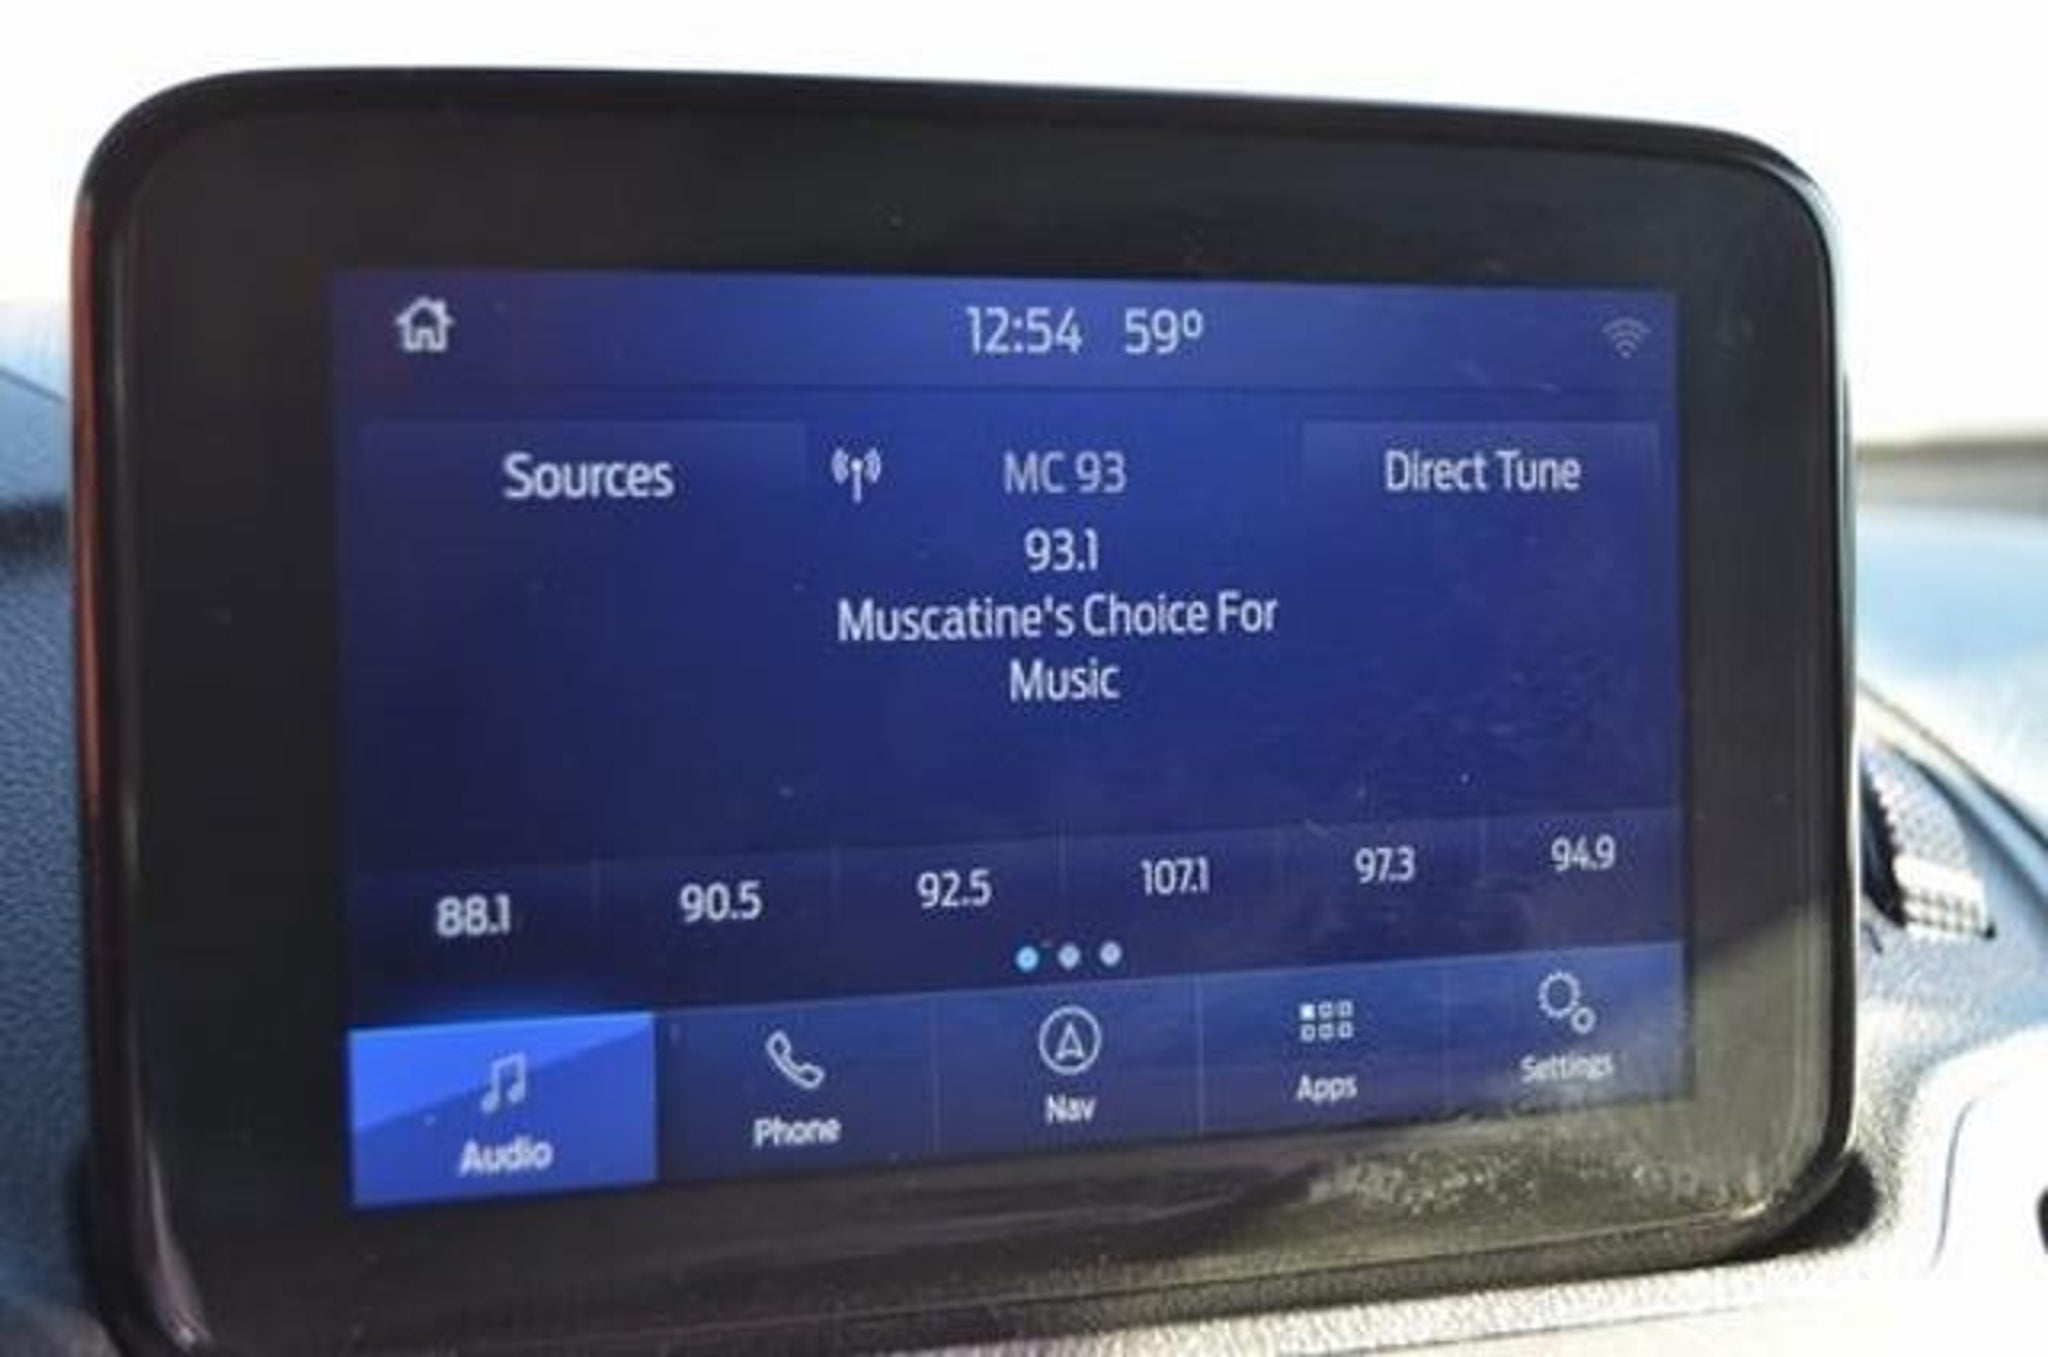 12:54 59º
Sources MC 93 Direct Tune
93.1
Muscatine's Choice For
Music
88.1 90.5 92.5 107.1 97.3 94.9
Audio Phone Nav Apps Settings